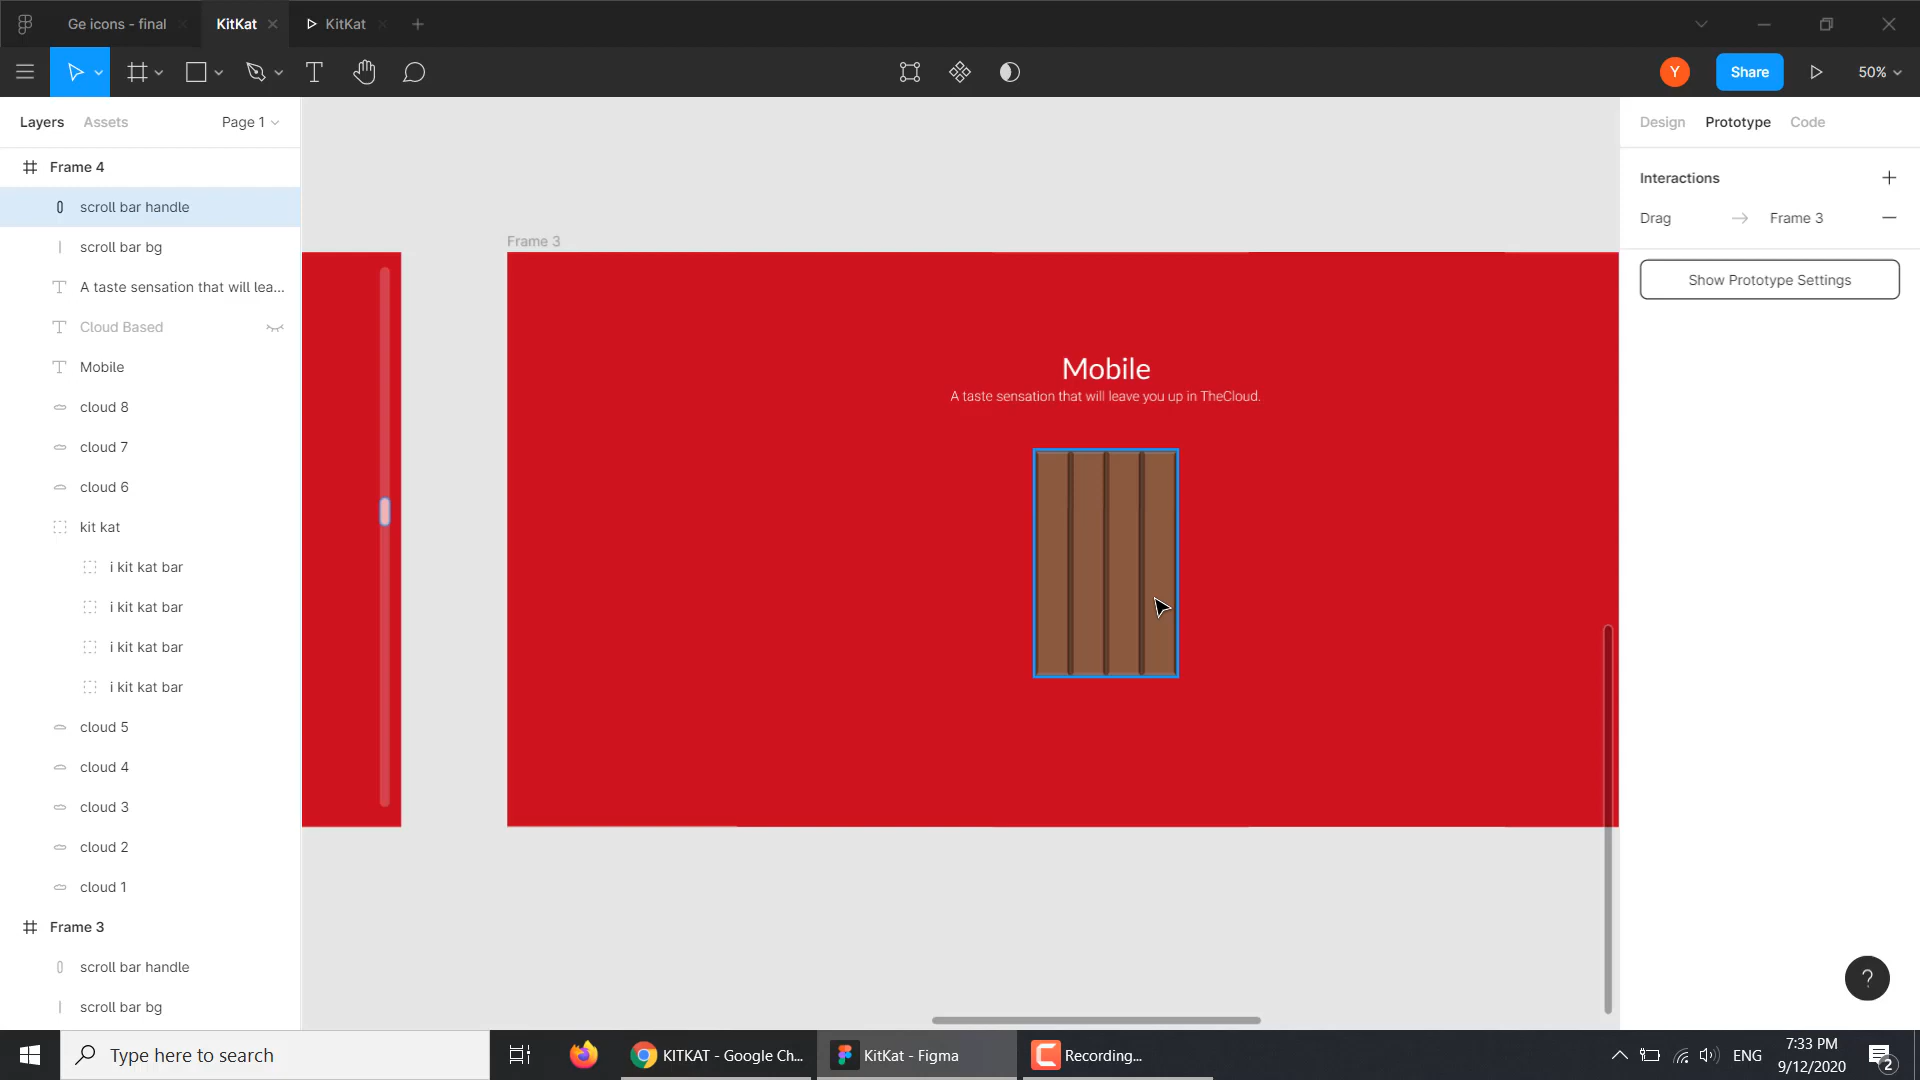 Ge icons - final
KitKat
KitKat
Y
Share
50%
Layers
Assets
Page 1
Frame 4
scroll bar handle
scroll bar bg
A taste sensation that will lea...
Cloud Based
Mobile
cloud 8
cloud 7
cloud 6
kit kat
i kit kat bar
i kit kat bar
i kit kat bar
i kit kat bar
cloud 5
cloud 4
cloud 3
cloud 2
cloud 1
Frame 3
scroll bar handle
scroll bar bg
Frame 3
Mobile
A taste sensation that will leave you up in TheCloud.
Design
Prototype
Code
Interactions
Drag
Frame 3
Show Prototype Settings
?
Type here to search
KITKAT - Google Ch...
KitKat - Figma
Recording...
ENG
7:33 PM
9/12/2020
2